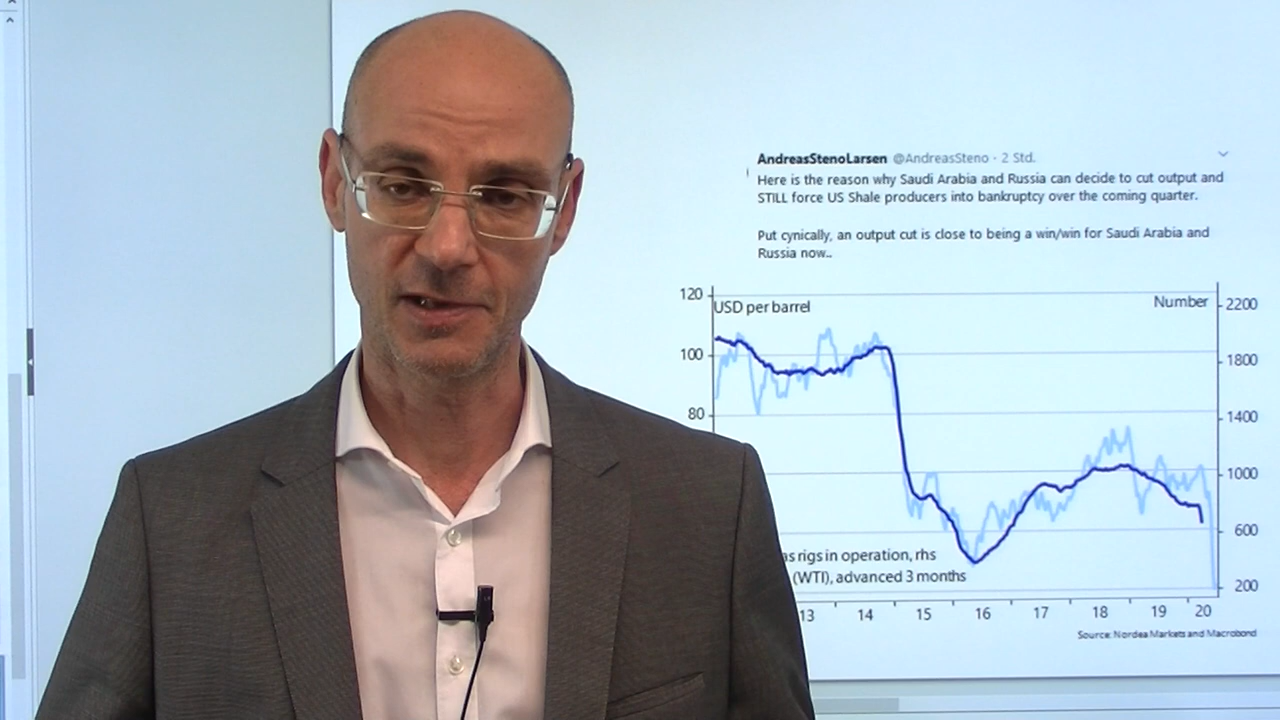 AndreasStenoLarsen @AndreasSteno · 2 Std.
Here is the reason why Saudi Arabia and Russia can decide to cut output and
STILL force US Shale producers into bankruptcy over the coming quarter.
Put cynically, an output cut is close to being a win/win for Saudi Arabia and
Russia now..
120
USD per barrel
Number
2200
100
1800
80
1400
1000
600
as rigs in operation, rhs
(WTI), advanced 3 months
200
13 14 15 16 17 18 19 20
Source: Nordea Markets and Macrobond